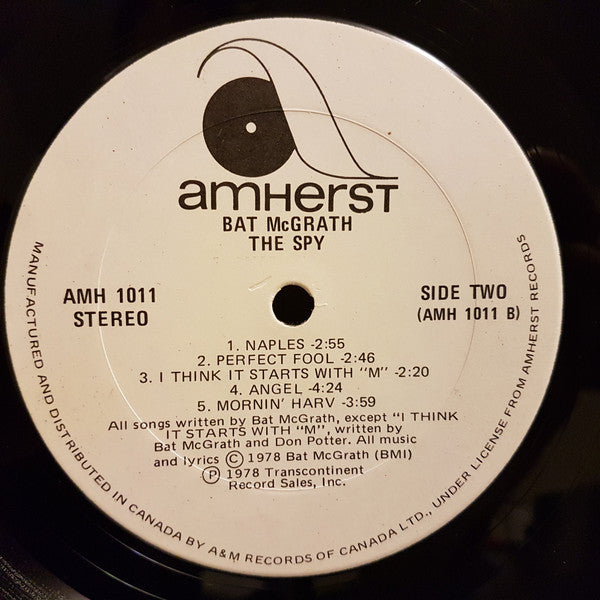 amHersT
BAT McGRATH
THE SPY
AMH 1011
STEREO
SIDE TWO
(AMH 1011 B)
1. NAPLES -2:55
2. PERFECT FOOL -2:46
3. I THINK IT STARTS WITH "M" -2:20
4. ANGEL -4:24
5. MORNIN' HARV -3:59
All songs written by Bat McGrath, except "I THINK
IT STARTS WITH "M", written by
Bat McGrath and Don Potter. All music
and lyrics © 1978 Bat McGrath (BMI)
℗ 1978 Transcontinent
Record Sales, Inc.
MANUFACTURED AND DISTRIBUTED IN CANADA BY A&M RECORDS OF CANADA LTD., UNDER LICENSE FROM AMHERST RECORDS